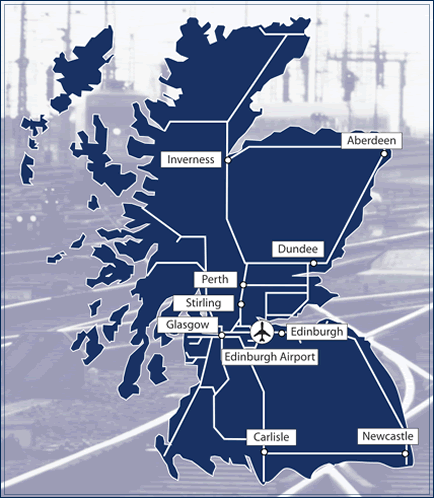 Aberdeen
Inverness
Dundee
Perth
Stirling
Glasgow
Edinburgh
Edinburgh Airport
Carlisle
Newcastle